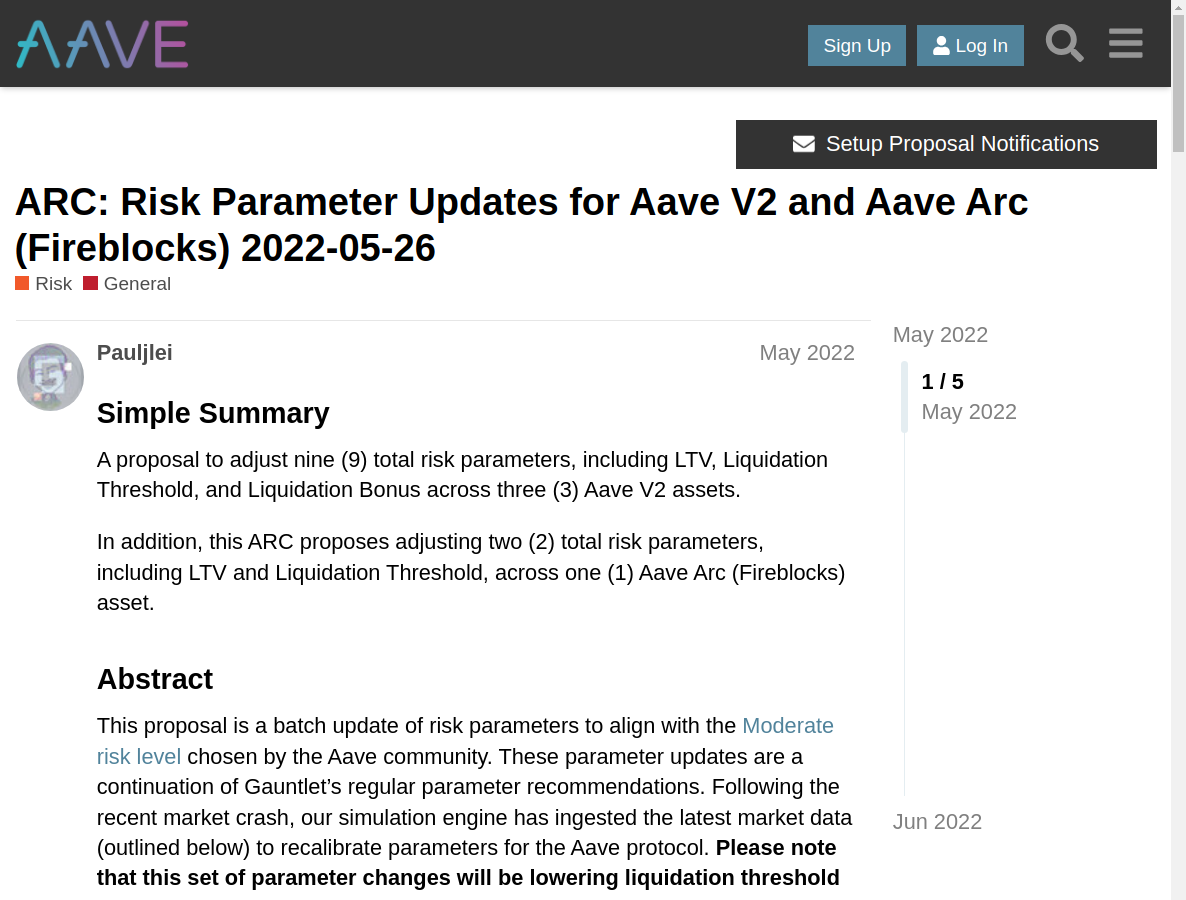 AAVE
Sign Up
Log In
Setup Proposal Notifications
ARC: Risk Parameter Updates for Aave V2 and Aave Arc
(Fireblocks) 2022-05-26
Risk General
Pauljlei May 2022
Simple Summary
A proposal to adjust nine (9) total risk parameters, including LTV, Liquidation
Threshold, and Liquidation Bonus across three (3) Aave V2 assets.
In addition, this ARC proposes adjusting two (2) total risk parameters,
including LTV and Liquidation Threshold, across one (1) Aave Arc (Fireblocks)
asset.
Abstract
This proposal is a batch update of risk parameters to align with the Moderate
risk level chosen by the Aave community. These parameter updates are a
continuation of Gauntlet’s regular parameter recommendations. Following the
recent market crash, our simulation engine has ingested the latest market data
(outlined below) to recalibrate parameters for the Aave protocol. Please note
that this set of parameter changes will be lowering liquidation threshold
May 2022
1 / 5
May 2022
Jun 2022